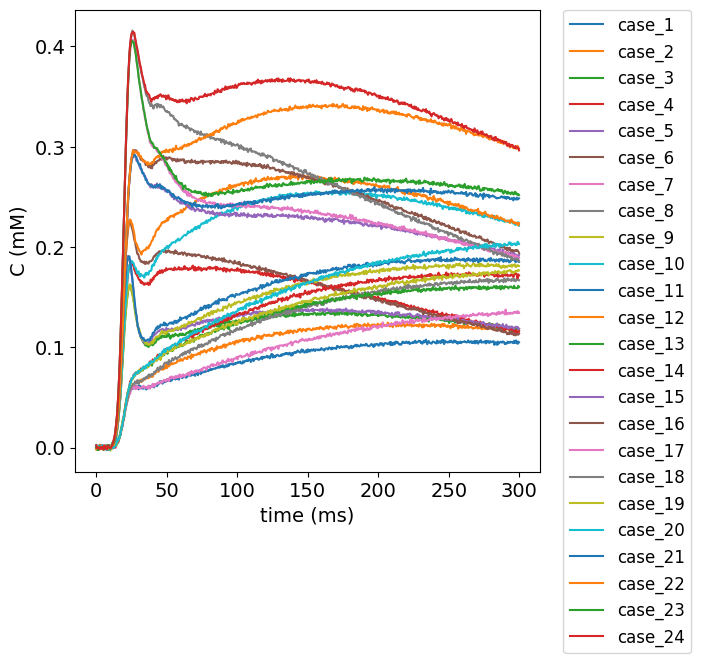 0.4
0.3
0.2
0.1
0.0
C (mM)
0 50 100 150 200 250 300
time (ms)
case_1
case_2
case_3
case_4
case_5
case_6
case_7
case_8
case_9
case_10
case_11
case_12
case_13
case_14
case_15
case_16
case_17
case_18
case_19
case_20
case_21
case_22
case_23
case_24